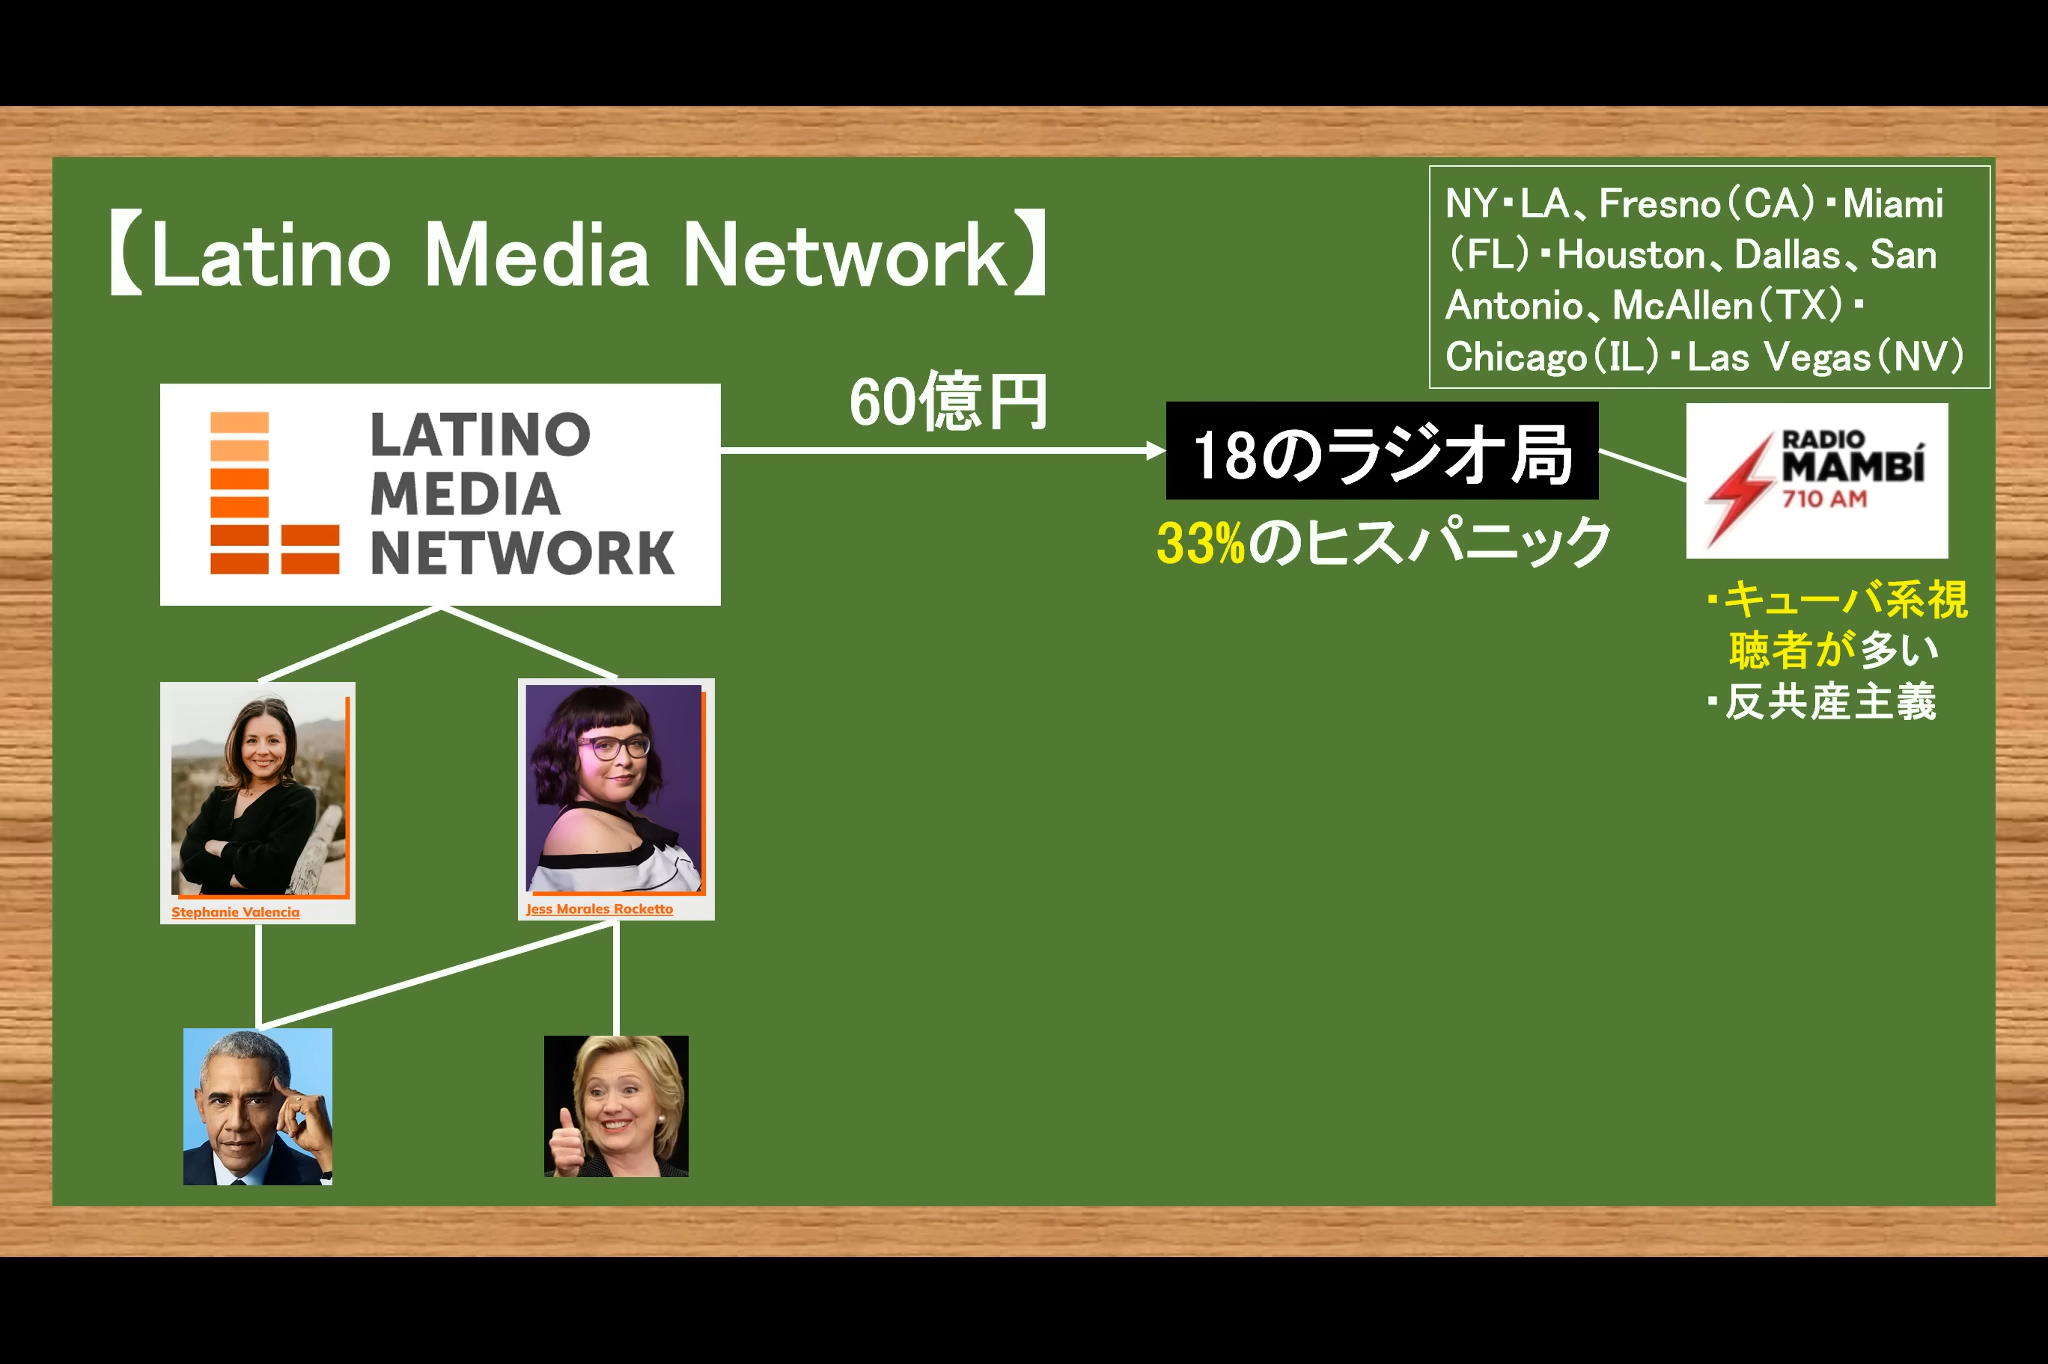 【Latino Media Network】
NY・LA、Fresno（CA）・Miami
（FL）・Houston、Dallas、San
Antonio、McAllen（TX）・
Chicago（IL）・Las Vegas（NV）
LATINO
MEDIA
NETWORK
60億円
18のラジオ局
33%のヒスパニック
RADIO
MAMBÍ
710 AM
・キューバ系視
聴者が多い
・反共産主義
Stephanie Valencia
Jess Morales Rocketto